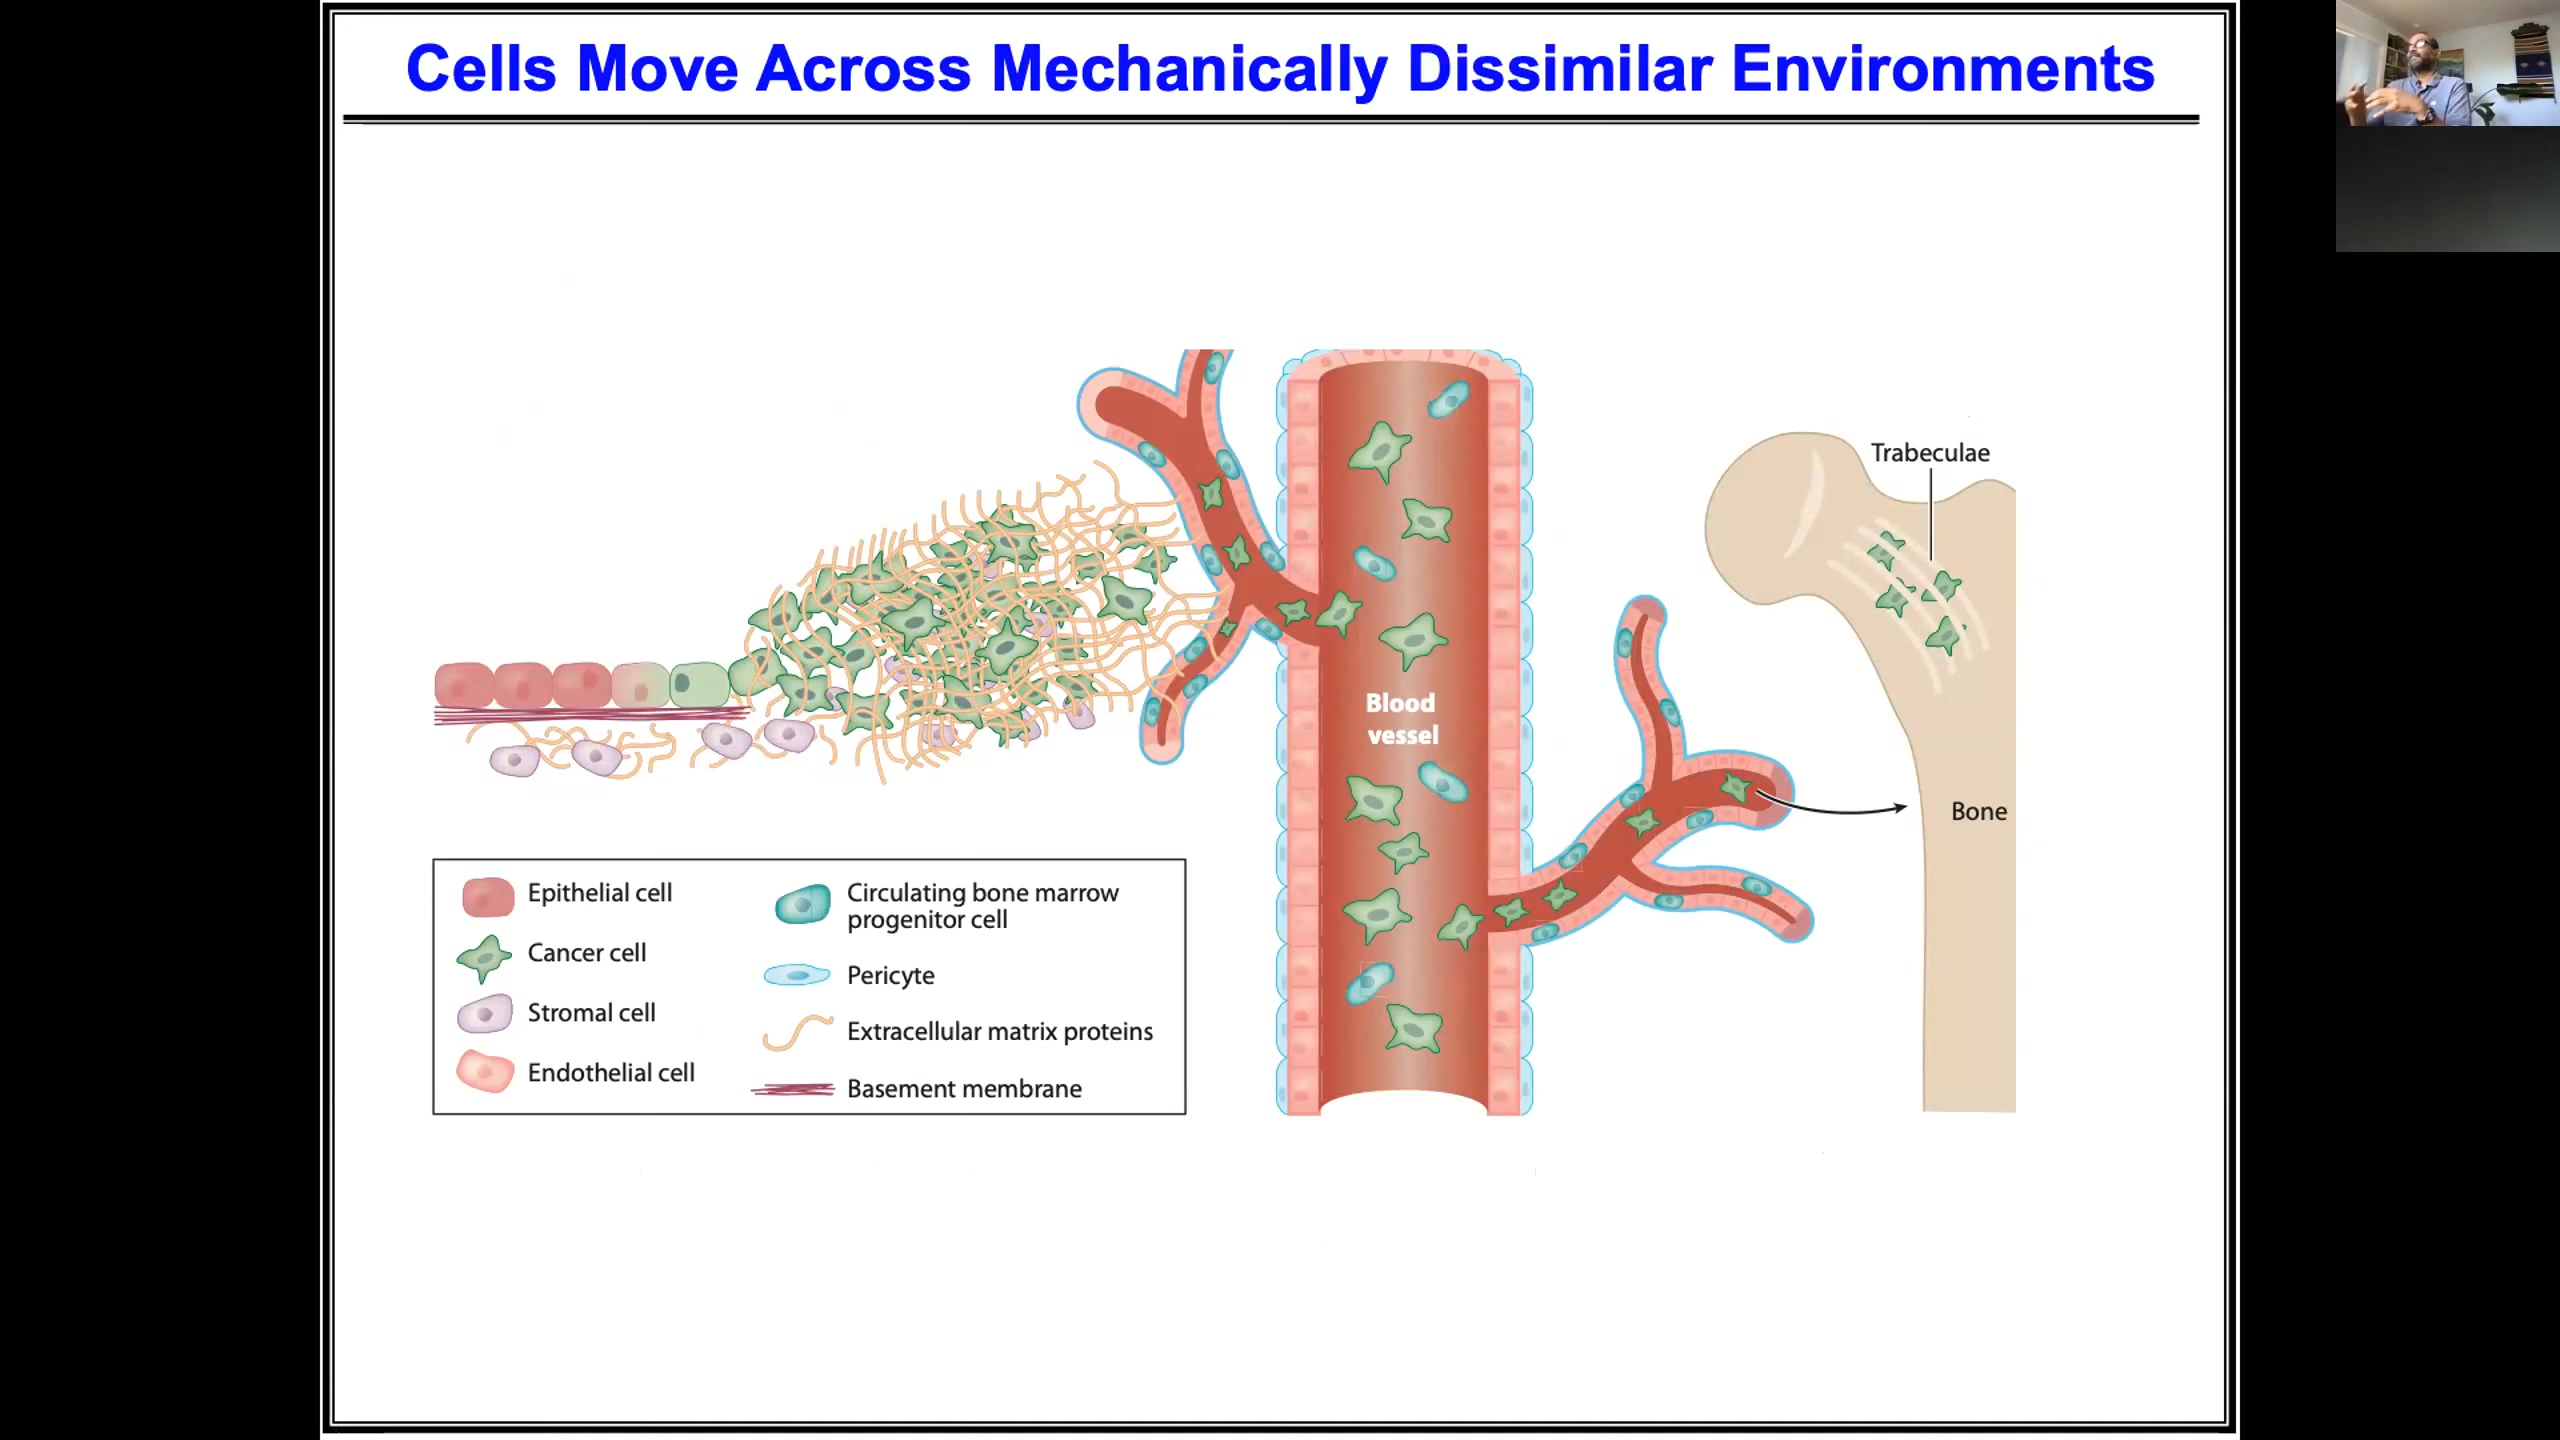 Cells Move Across Mechanically Dissimilar Environments
Trabeculae
Blood
vessel
Bone
Epithelial cell
Cancer cell
Stromal cell
Endothelial cell
Circulating bone marrow
progenitor cell
Pericyte
Extracellular matrix proteins
Basement membrane